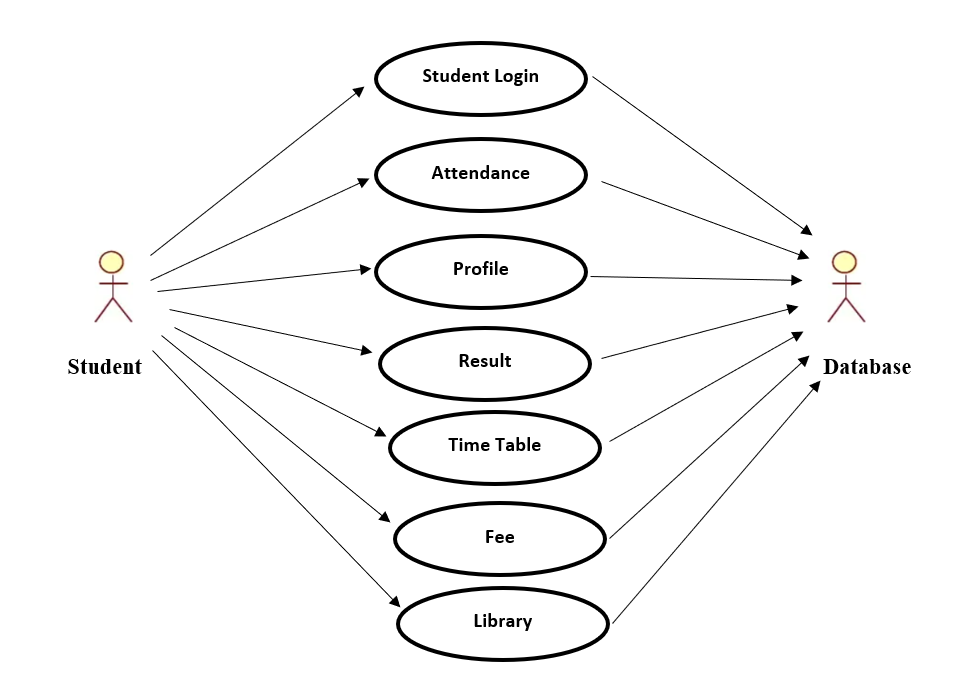 Student Login
Attendance
Profile
Result
Student
Database
Time Table
Fee
Library